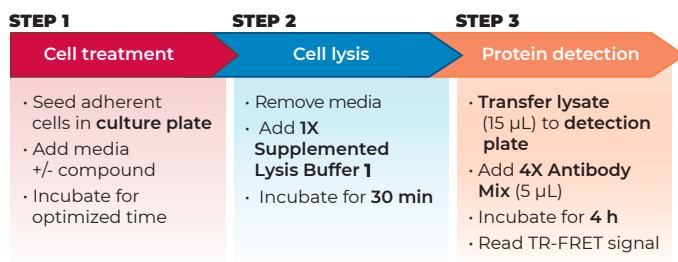 STEP 1
Cell treatment
· Seed adherent
cells in culture plate
· Add media
+/- compound
· Incubate for
optimized time
STEP 2
Cell lysis
· Remove media
· Add 1X
Supplemented
Lysis Buffer 1
· Incubate for 30 min
STEP 3
Protein detection
· Transfer lysate
(15 µL) to detection
plate
· Add 4X Antibody
Mix (5 µL)
· Incubate for 4 h
· Read TR-FRET signal